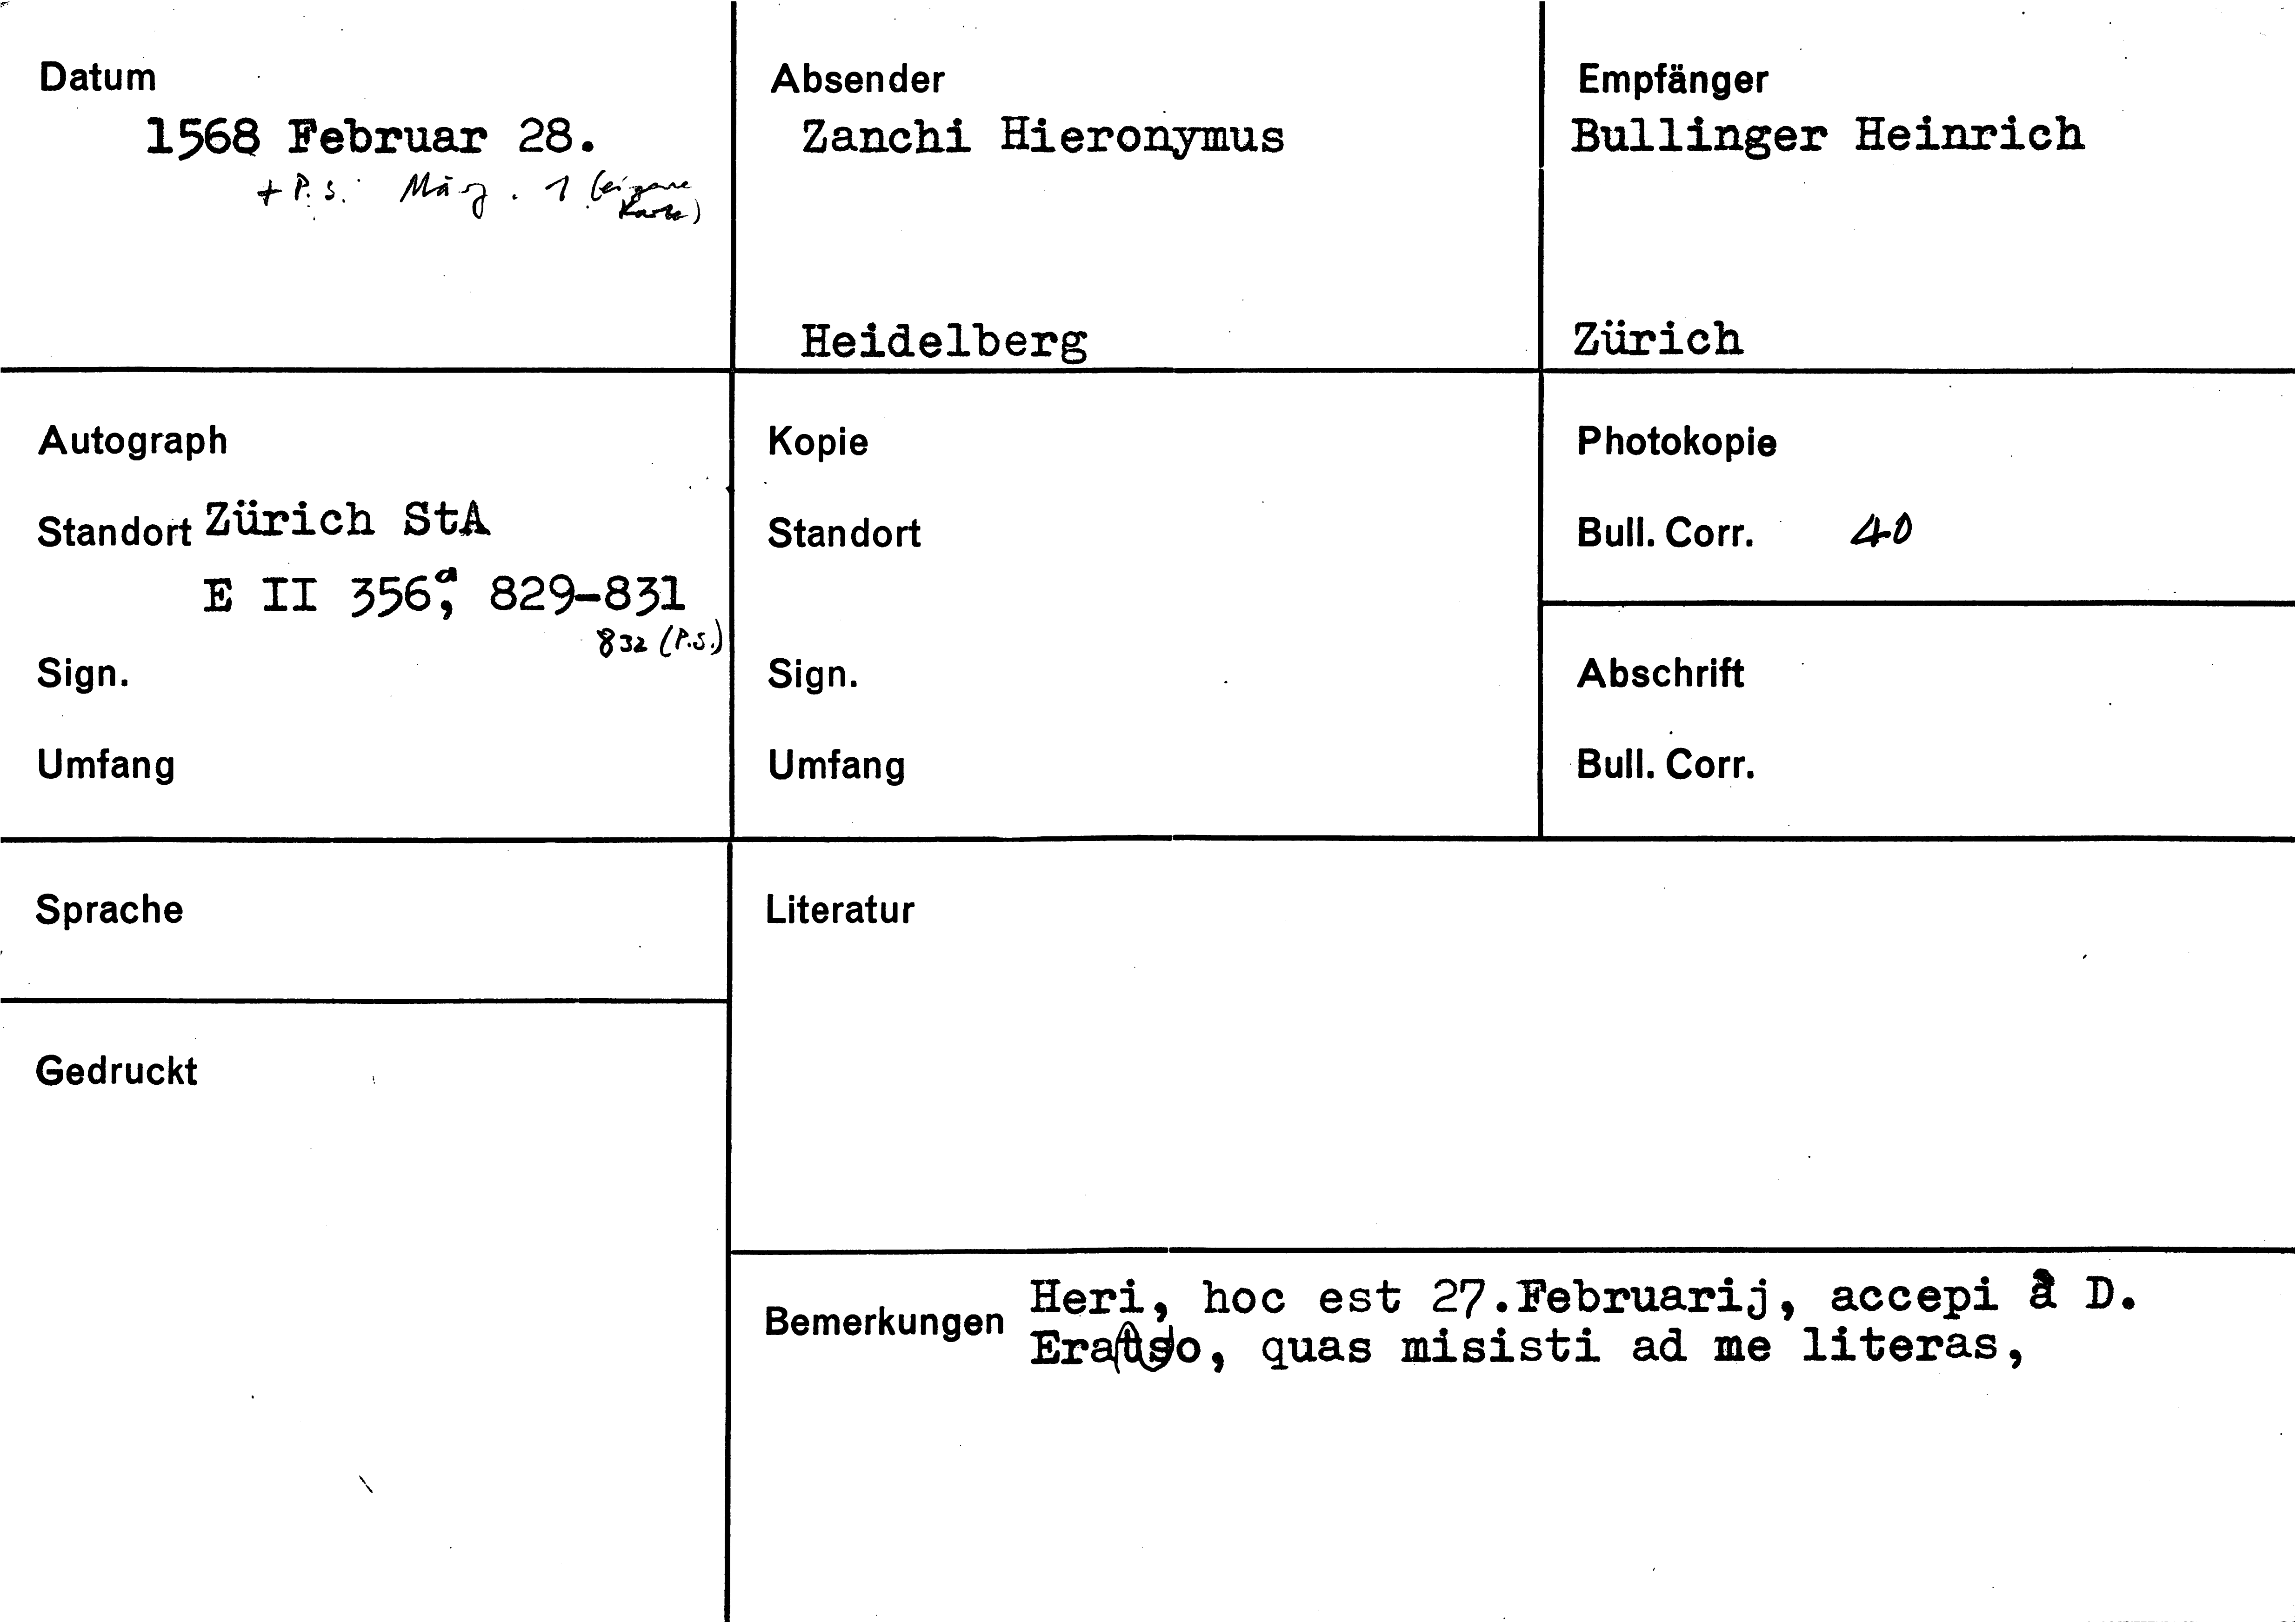 Datum
1568 Februar 28.
+ P.S. März. 1 (eigene
Karte)
Absender
Zanchi Hieronymus
Heidelberg
Empfänger
Bullinger Heinrich
Zürich
Autograph
Standort Zürich StA
E II 356a, 829-831
832 (P.S.)
Sign.
Umfang
Kopie
Standort
Sign.
Umfang
Photokopie
Bull. Corr. 40
Abschrift
Bull. Corr.
Sprache
Gedruckt
Literatur
Bemerkungen
Heri, hoc est 27.Februarij, accepi à D.
quas misisti ad me literas,